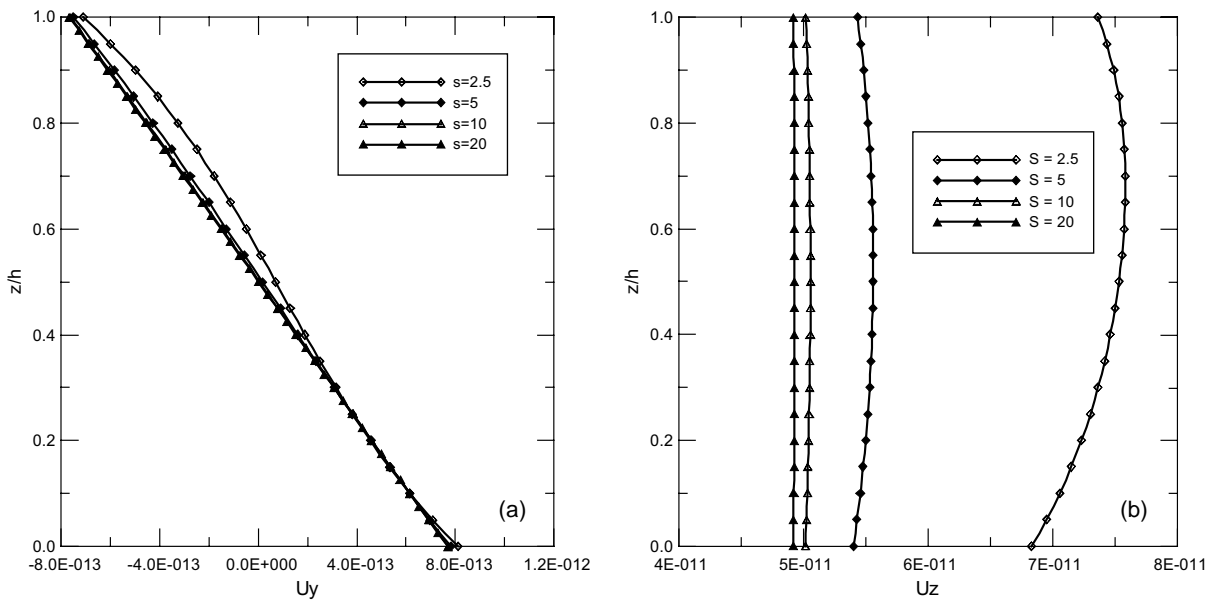 1.0
0.8
0.6
0.4
0.2
0.0
z/h
s=2.5
s=5
s=10
s=20
(a)
-8.0E-013 -4.0E-013 0.0E+000 4.0E-013 8.0E-013 1.2E-012
Uy
1.0
0.8
0.6
0.4
0.2
0.0
z/h
S = 2.5
S = 5
S = 10
S = 20
(b)
4E-011 5E-011 6E-011 7E-011 8E-011
Uz